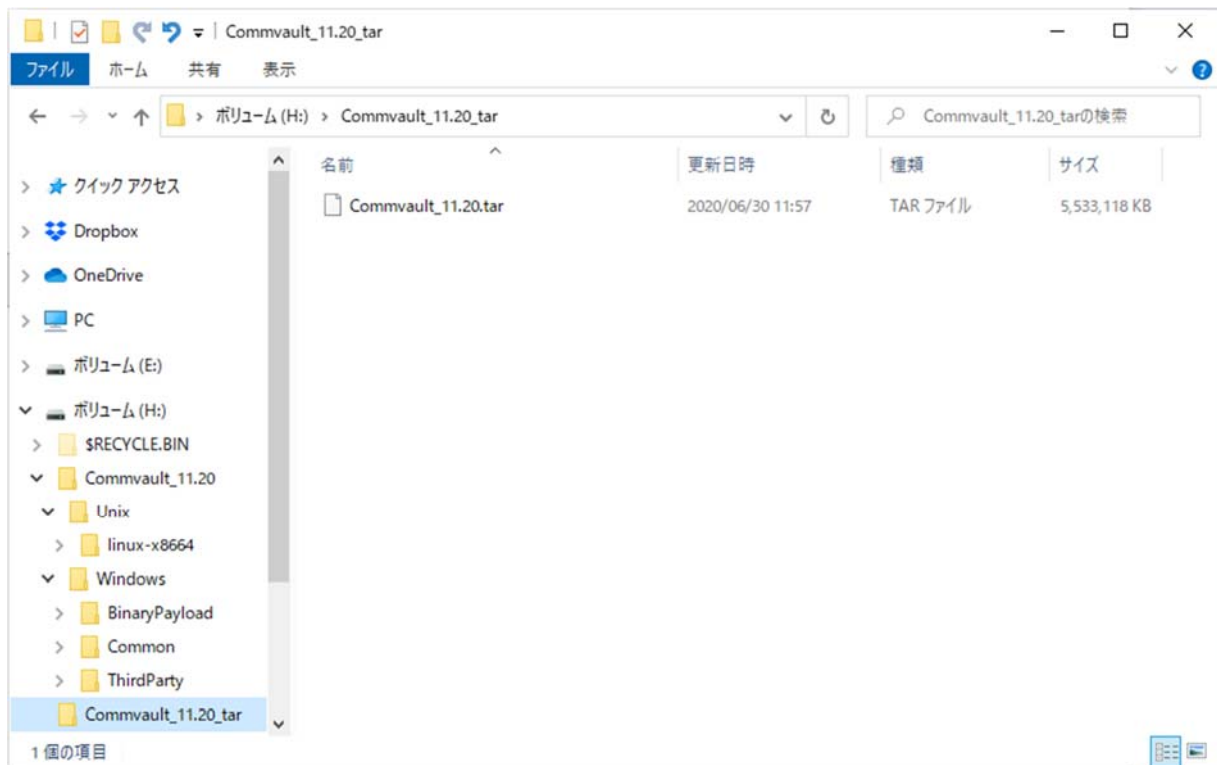 Commvault_11.20_tar
ファイル ホーム 共有 表示
ボリューム (H:) > Commvault_11.20_tar
Commvault_11.20_tarの検索
名前 更新日時 種類 サイズ
Commvault_11.20.tar 2020/06/30 11:57 TAR ファイル 5,533,118 KB
クイック アクセス
Dropbox
OneDrive
PC
ボリューム (E:)
ボリューム (H:)
$RECYCLE.BIN
Commvault_11.20
Unix
linux-x8664
Windows
BinaryPayload
Common
ThirdParty
Commvault_11.20_tar
1 個の項目